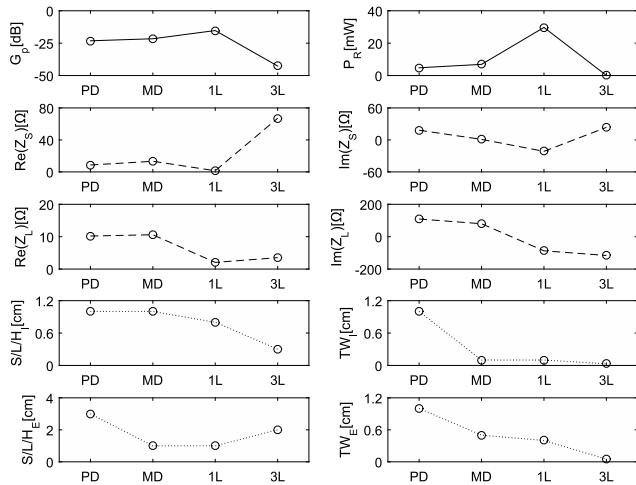 0
-25
-50
G_p[dB]
PD MD 1L 3L
40
20
0
P_R[mW]
PD MD 1L 3L
80
40
0
Re(Z_S)[Ω]
PD MD 1L 3L
60
0
-60
Im(Z_S)[Ω]
PD MD 1L 3L
20
10
0
Re(Z_L)[Ω]
PD MD 1L 3L
200
0
-200
Im(Z_L)[Ω]
PD MD 1L 3L
1.2
0.6
0
S/L/H_I[cm]
PD MD 1L 3L
1.2
0.6
0
TW_I[cm]
PD MD 1L 3L
4
2
0
S/L/H_E[cm]
PD MD 1L 3L
1.2
0.6
0
TW_E[cm]
PD MD 1L 3L